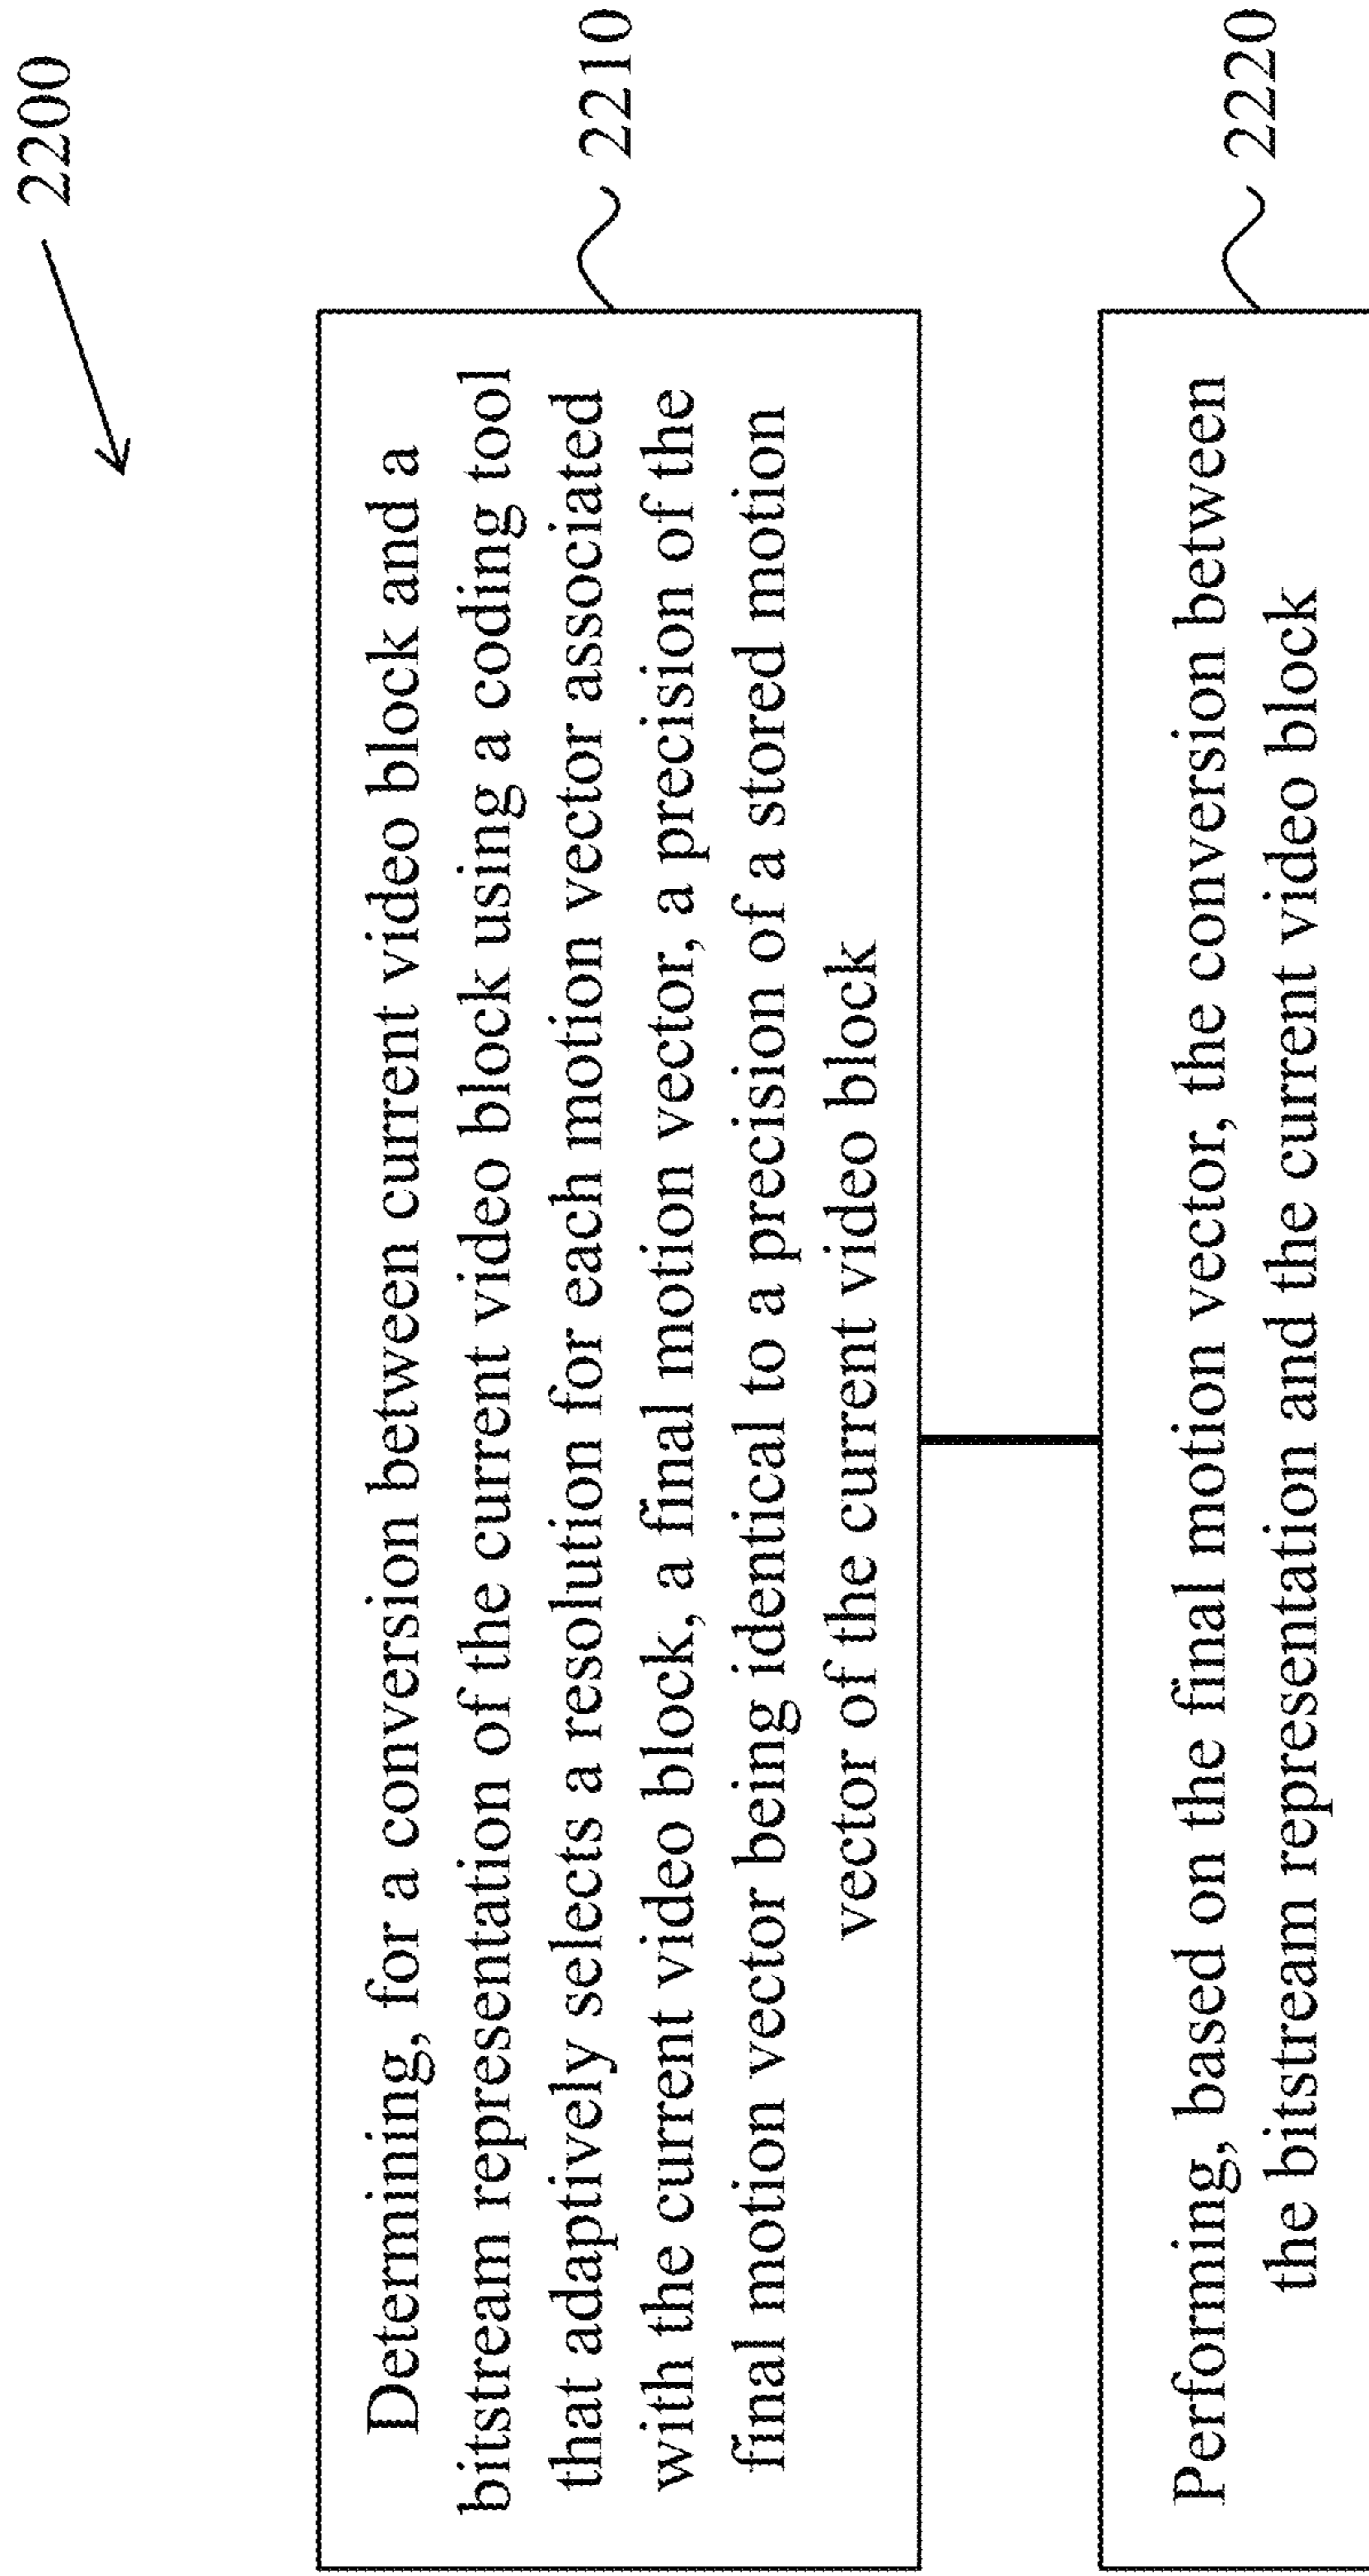 2200
Determining, for a conversion between current video block and a
bitstream representation of the current video block using a coding tool
that adaptively selects a resolution for each motion vector associated
with the current video block, a final motion vector, a precision of the
final motion vector being identical to a precision of a stored motion
vector of the current video block
2210
Performing, based on the final motion vector, the conversion between
the bitstream representation and the current video block
2220